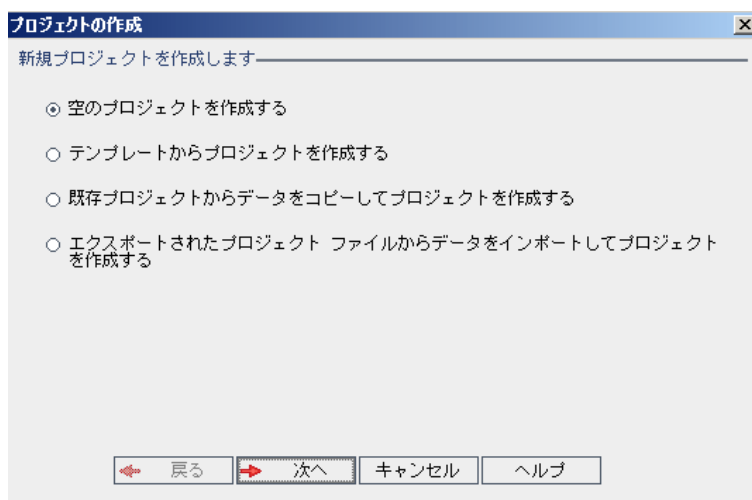 プロジェクトの作成
新規プロジェクトを作成します
空のプロジェクトを作成する
テンプレートからプロジェクトを作成する
既存プロジェクトからデータをコピーしてプロジェクトを作成する
エクスポートされたプロジェクト ファイルからデータをインポートしてプロジェクト
を作成する
戻る 次へ キャンセル ヘルプ